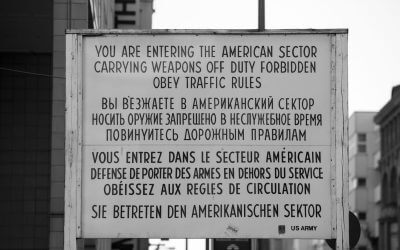 YOU ARE ENTERING THE AMERICAN SECTOR
CARRYING WEAPONS OFF DUTY FORBIDDEN
OBEY TRAFFIC RULES
ВЫ ВЪЕЗЖАЕТЕ В АМЕРИКАНСКИЙ СЕКТОР
НОСИТЬ ОРУЖИЕ ЗАПРЕЩЕНО В НЕСЛУЖЕБНОЕ ВРЕМЯ
ПОВИНУЙТЕСЬ ДОРОЖНЫМ ПРАВИЛАМ
VOUS ENTREZ DANS LE SECTEUR AMÉRICAIN
DEFENSE DE PORTER DES ARMES EN DEHORS DU SERVICE
OBÉISSEZ AUX REGLES DE CIRCULATION
SIE BETRETEN DEN AMERIKANISCHEN SEKTOR
US ARMY